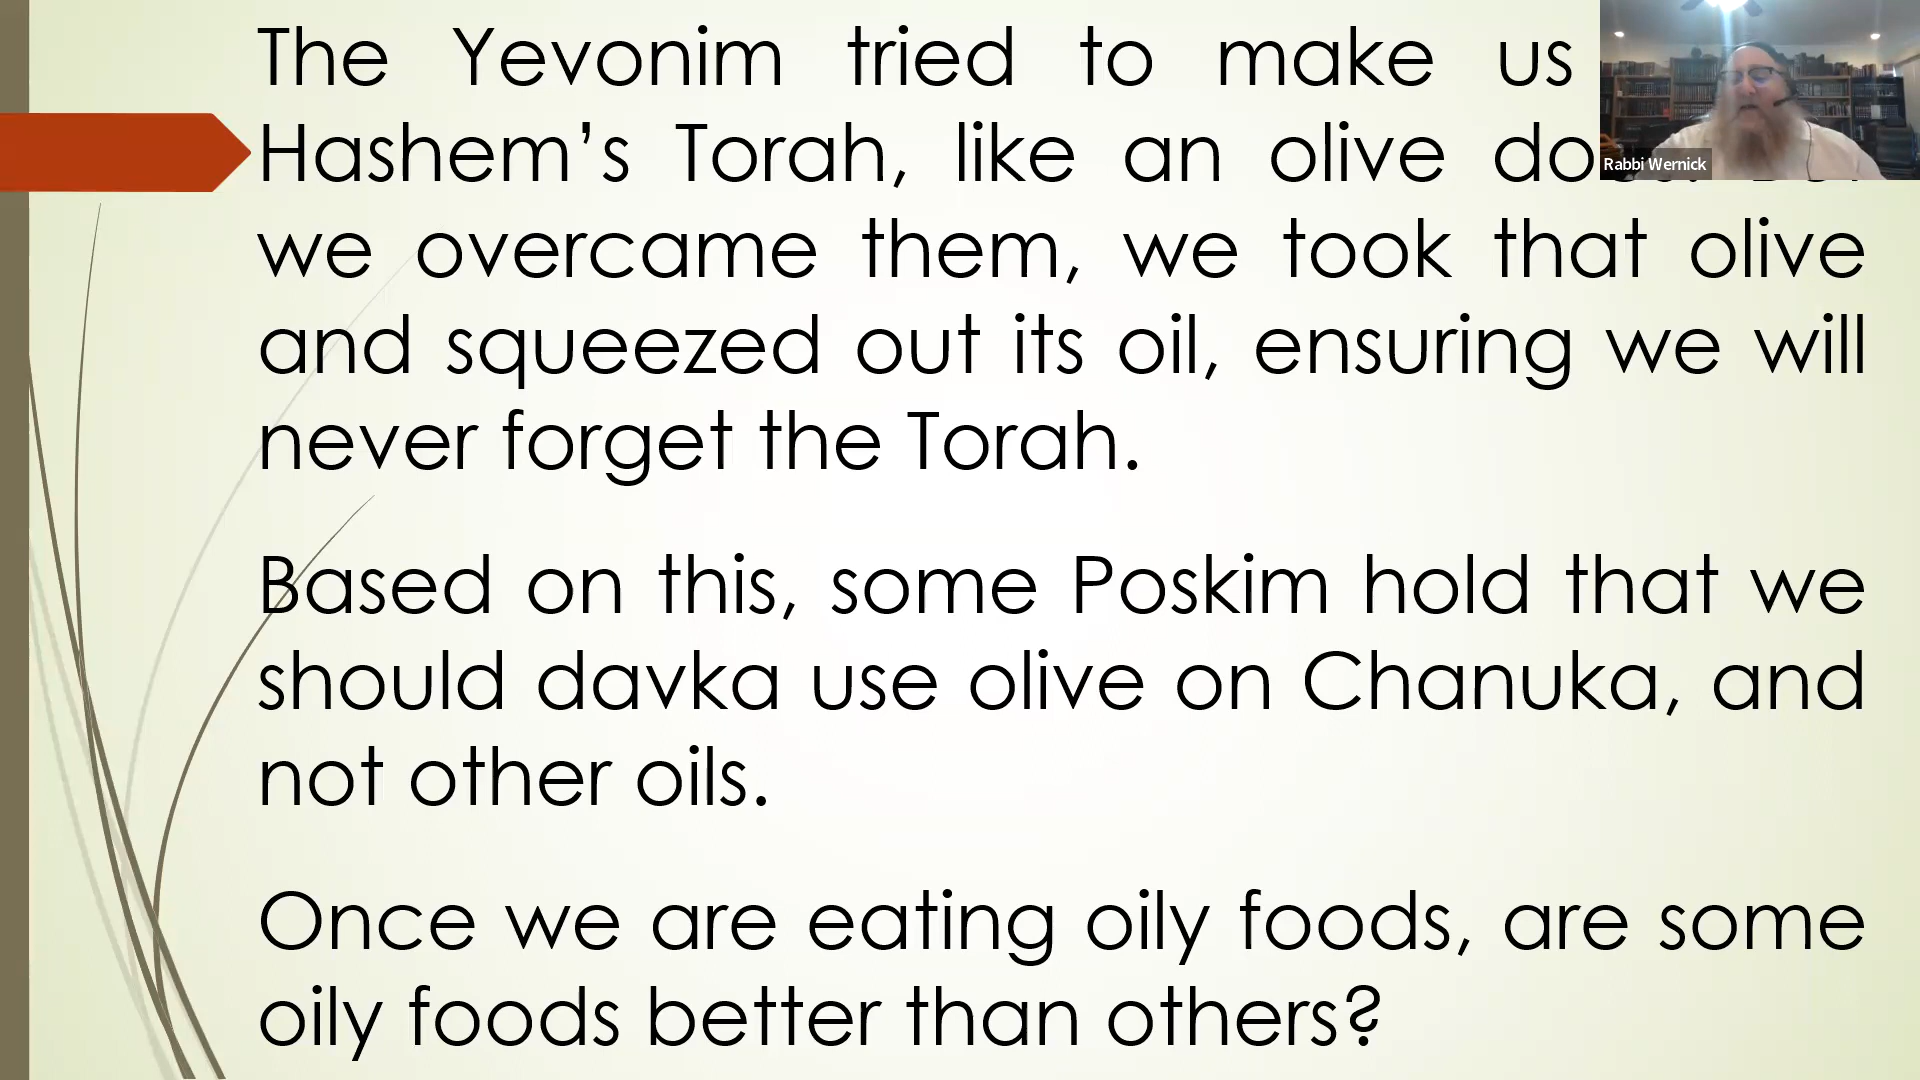 The Yevonim tried to make us
Hashem’s Torah, like an olive
we overcame them, we took that olive
and squeezed out its oil, ensuring we will
never forget the Torah.
Based on this, some Poskim hold that we
should davka use olive on Chanuka, and
not other oils.
Once we are eating oily foods, are some
oily foods better than others?
Rabbi Wernick